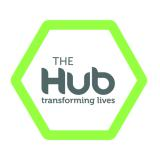 THE
Hub
transforming lives